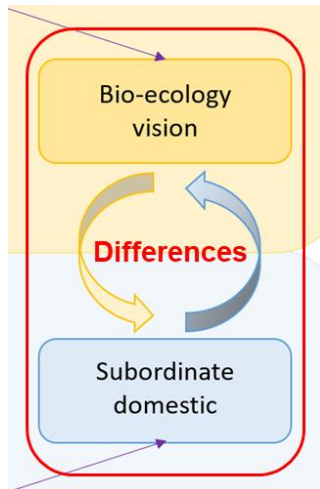 Bio-ecology
vision
Differences
Subordinate
domestic